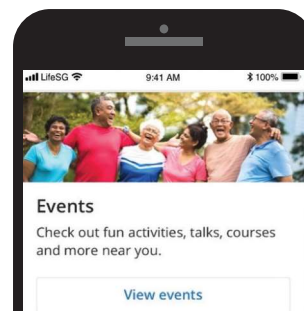 LifeSG 9:41 AM 100%
Events
Check out fun activities, talks, courses
and more near you.
View events